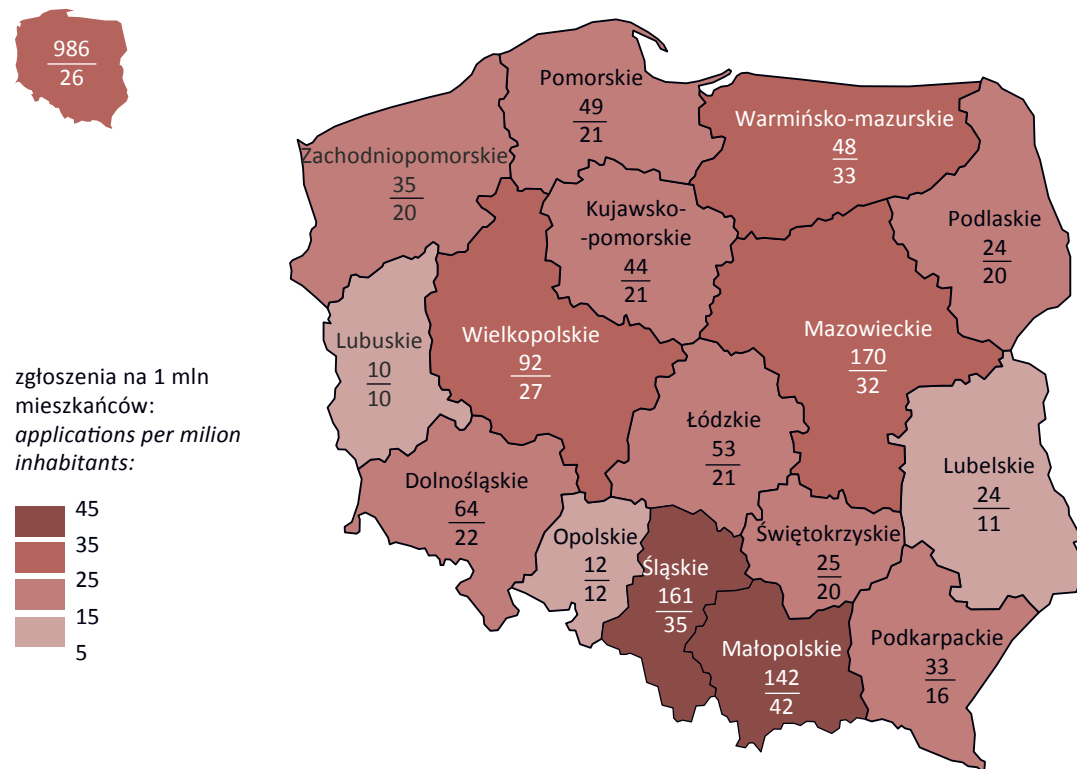 986
26
Pomorskie
49
21
Warmińsko-mazurskie
48
33
Zachodniopomorskie
35
20
Kujawsko-
-pomorskie
44
21
Podlaskie
24
20
Lubuskie
10
10
Wielkopolskie
92
27
Mazowieckie
170
32
zgłoszenia na 1 mln
mieszkańców:
applications per milion
inhabitants:
45
35
25
15
5
Łódzkie
53
21
Lubelskie
24
11
Dolnośląskie
64
22
Opolskie
12
12
Śląskie
161
35
Świętokrzyskie
25
20
Małopolskie
142
42
Podkarpackie
33
16